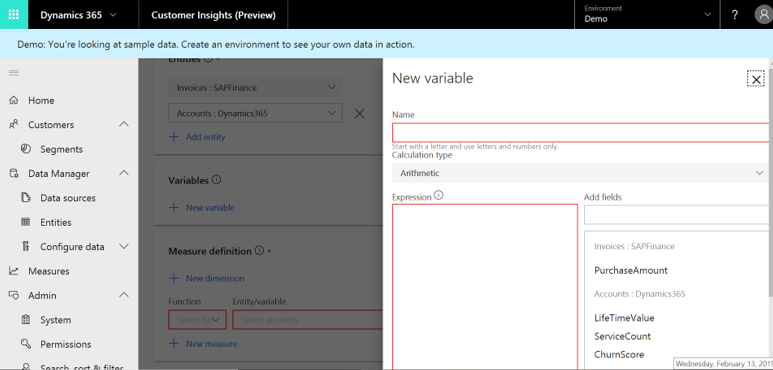 Dynamics 365
Customer Insights (Preview)
Environment
Demo
?
Demo: You're looking at sample data. Create an environment to see your own data in action.
Home
Customers
Segments
Data Manager
Data sources
Entities
Configure data
Measures
Admin
System
Permissions
Search, sort & filter
Entities *
Invoices : SAPFinance
Accounts : Dynamics365
+ Add entity
Variables
+ New variable
Measure definition *
+ New dimension
Function Entity/variable
Select an entity
+ New measure
New variable
Name
Start with a letter and use letters and numbers only.
Calculation type
Arithmetic
Expression
Add fields
Invoices : SAPFinance
PurchaseAmount
Accounts : Dynamics365
LifeTimeValue
ServiceCount
ChurnScore
Wednesday, February 13, 2019